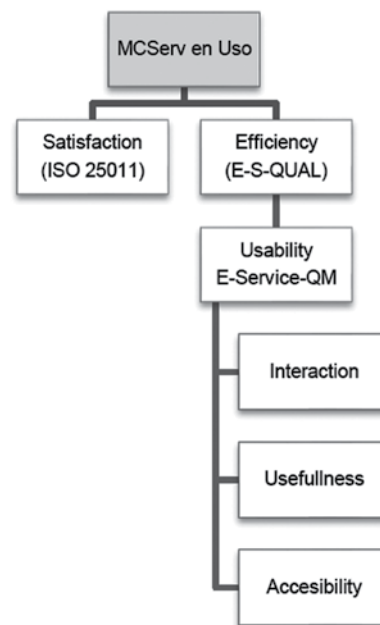 MCServ en Uso
Satisfaction
(ISO 25011)
Efficiency
(E-S-QUAL)
Usability
E-Service-QM
Interaction
Usefullness
Accesibility